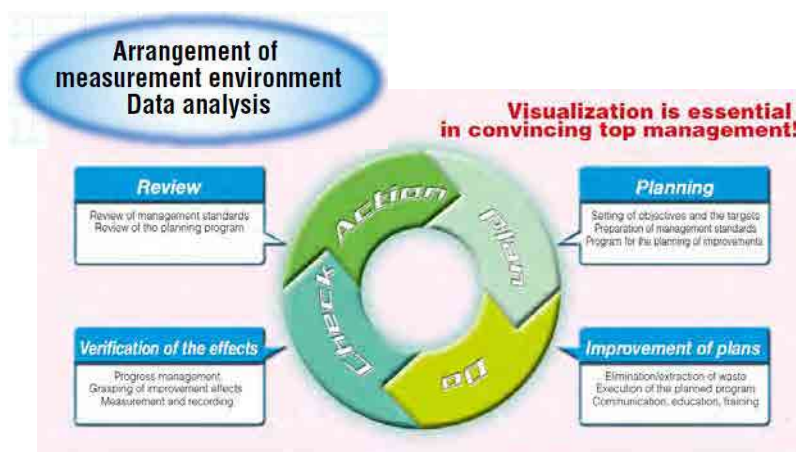 Arrangement of
measurement environment
Data analysis
Visualization is essential
in convincing top management!
Review
Review of management standards
Review of the planning program
Action
Plan
Planning
Setting of objectives and the targets
Preparation of management standards
Program for the planning of improvements
Verification of the effects
Progress management
Grasping of improvement effects
Measurement and recording
Check
Do
Improvement of plans
Elimination/extraction of waste
Execution of the planned program
Communication, education, training